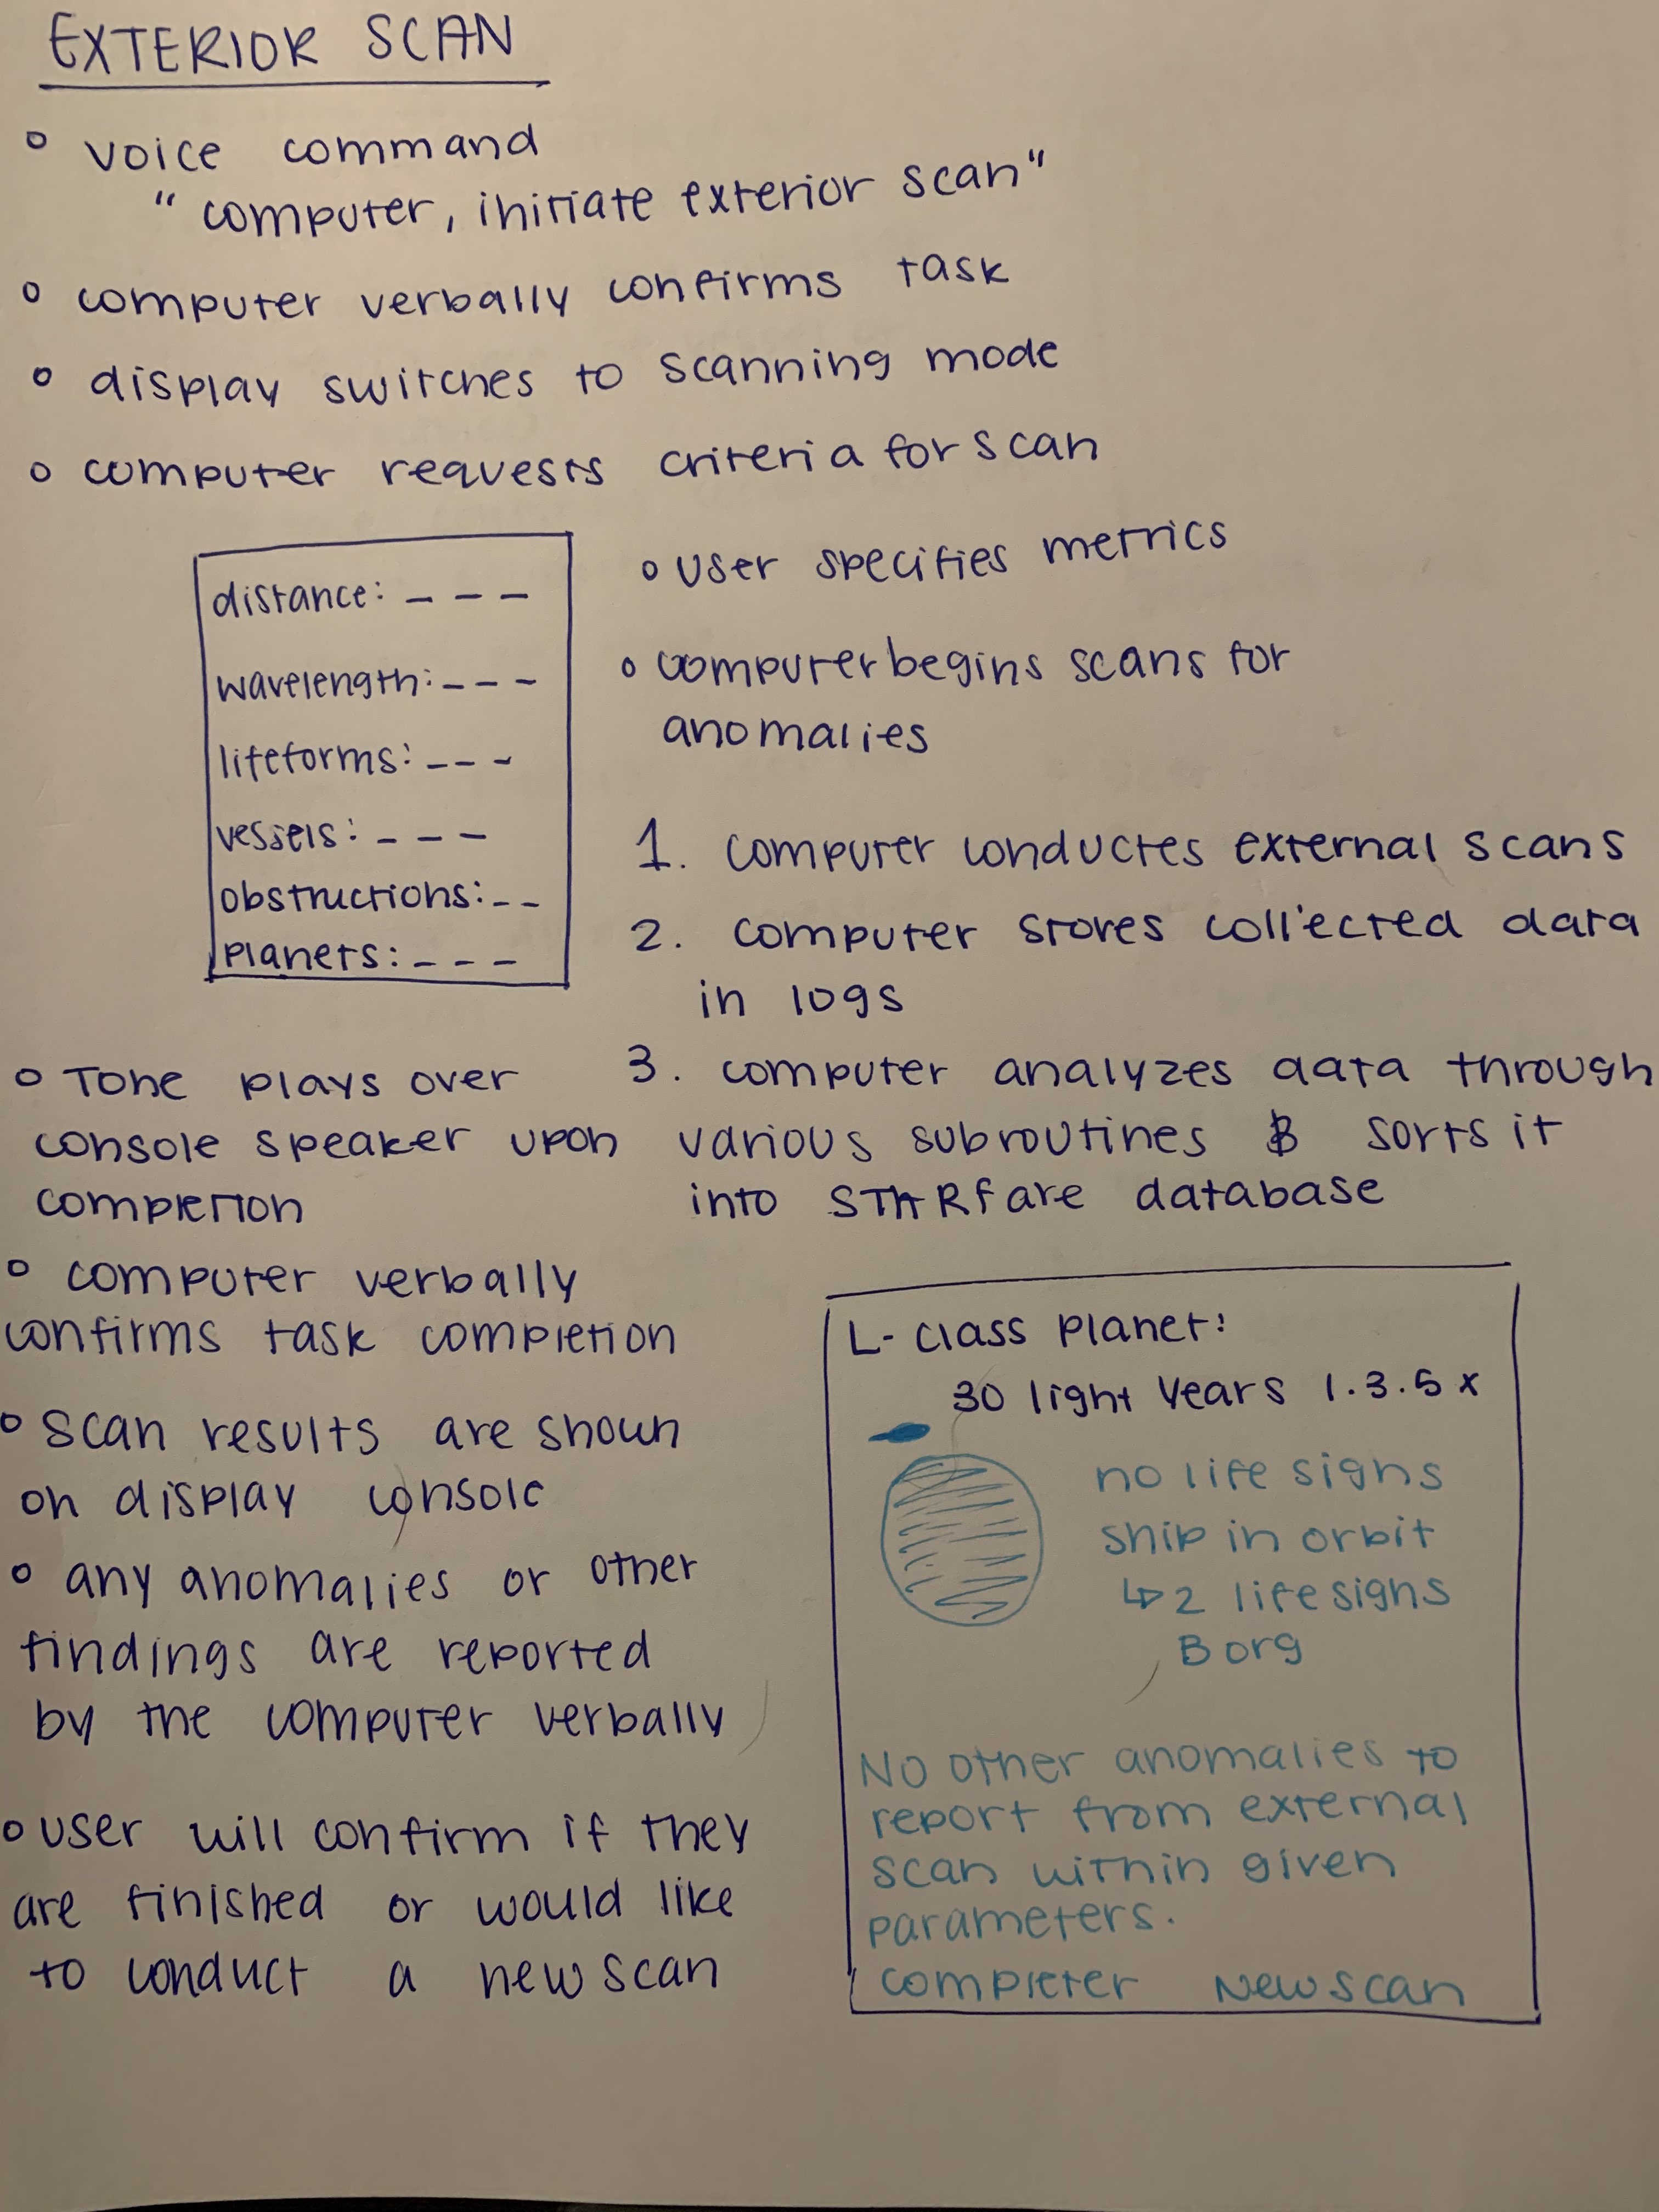 EXTERIOR SCAN
° voice command
" computer, initiate exterior scan"
° computer verbally confirms task
° display switches to scanning mode
° computer requests criteria for scan
distance: _ _ _
wavelength: _ _ _
lifeforms: _ _ _
vessels: _ _ _
obstructions: _ _
planets: _ _ _
° user specifies metrics
° computer begins scans for
anomalies
1. computer conductes external scans
2. computer stores collected data
in logs
3. computer analyzes data through
various subroutines & sorts it
into STARfare database
° Tone plays over
console speaker upon
completion
° computer verbally
confirms task completion
° scan results are shown
on display console
° any anomalies or other
findings are reported
by the computer verbally
° user will confirm if they
are finished or would like
to conduct a new scan
L- class planet:
30 light years 1.3.5 x
no life signs
ship in orbit
↳ 2 life signs
Borg
No other anomalies to
report from external
scan within given
parameters.
completer New scan